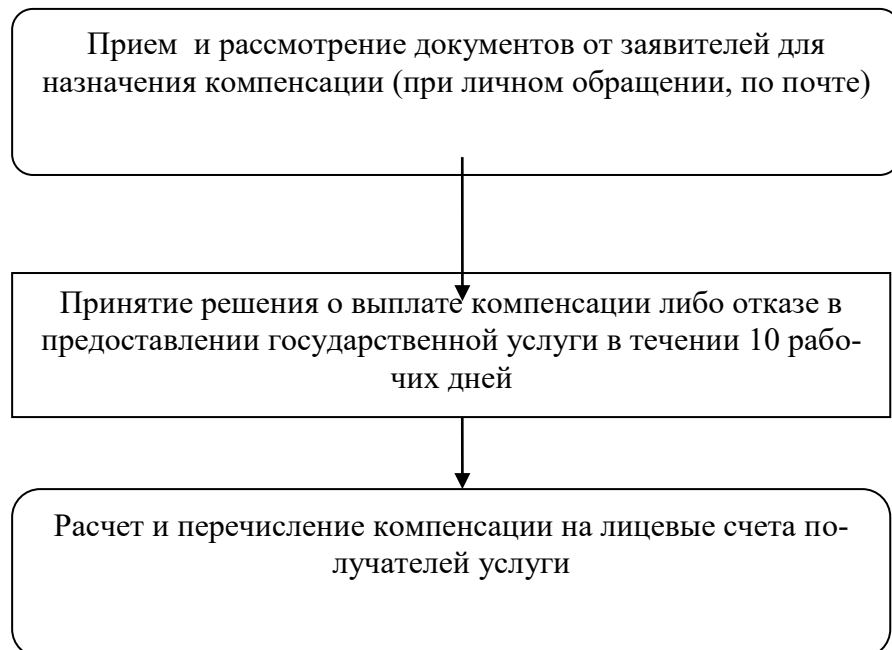 Прием  и рассмотрение документов от заявителей для
назначения компенсации (при личном обращении, по почте)
Принятие решения о выплате компенсации либо отказе в
предоставлении государственной услуги в течении 10 рабо-
чих дней
Расчет и перечисление компенсации на лицевые счета по-
лучателей услуги